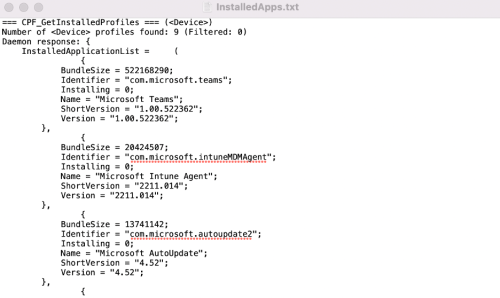 InstalledApps.txt
=== CPF_GetInstalledProfiles === (<Device>)
Number of <Device> profiles found: 9 (Filtered: 0)
Daemon response: {
InstalledApplicationList = (
{
BundleSize = 522168290;
Identifier = "com.microsoft.teams";
Installing = 0;
Name = "Microsoft Teams";
ShortVersion = "1.00.522362";
Version = "1.00.522362";
},
{
BundleSize = 20424507;
Identifier = "com.microsoft.intuneMDMAgent";
Installing = 0;
Name = "Microsoft Intune Agent";
ShortVersion = "2211.014";
Version = "2211.014";
},
{
BundleSize = 13741142;
Identifier = "com.microsoft.autoupdate2";
Installing = 0;
Name = "Microsoft AutoUpdate";
ShortVersion = "4.52";
Version = "4.52";
},
{